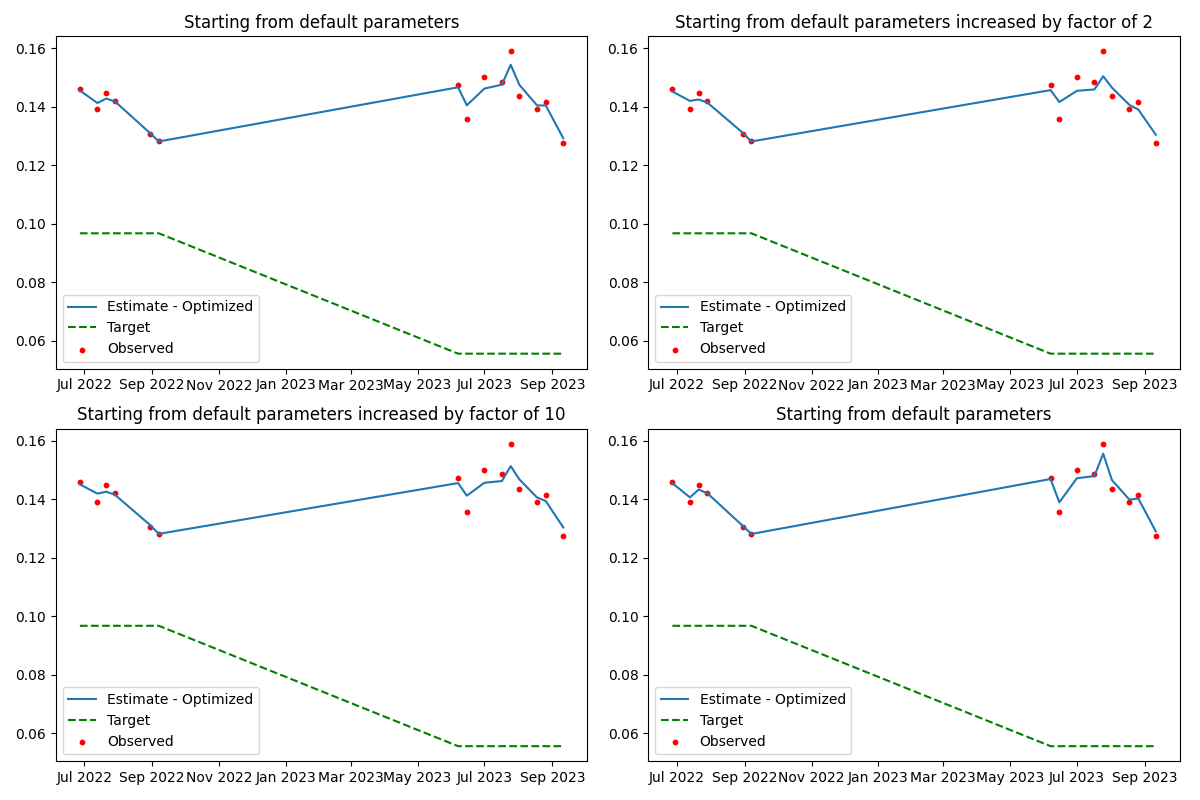 Starting from default parameters
0.16
0.14
0.12
0.10
0.08
0.06
Estimate - Optimized
Target
Observed
Jul 2022 Sep 2022 Nov 2022 Jan 2023 Mar 2023 May 2023 Jul 2023 Sep 2023
Starting from default parameters increased by factor of 2
0.16
0.14
0.12
0.10
0.08
0.06
Estimate - Optimized
Target
Observed
Jul 2022 Sep 2022 Nov 2022 Jan 2023 Mar 2023 May 2023 Jul 2023 Sep 2023
Starting from default parameters increased by factor of 10
0.16
0.14
0.12
0.10
0.08
0.06
Estimate - Optimized
Target
Observed
Jul 2022 Sep 2022 Nov 2022 Jan 2023 Mar 2023 May 2023 Jul 2023 Sep 2023
Starting from default parameters
0.16
0.14
0.12
0.10
0.08
0.06
Estimate - Optimized
Target
Observed
Jul 2022 Sep 2022 Nov 2022 Jan 2023 Mar 2023 May 2023 Jul 2023 Sep 2023